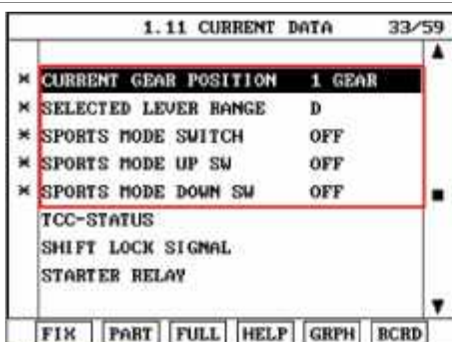 1.11 CURRENT DATA 33/59
* CURRENT GEAR POSITION 1 GEAR
* SELECTED LEVER RANGE D
* SPORTS MODE SWITCH OFF
* SPORTS MODE UP SW OFF
* SPORTS MODE DOWN SW OFF
TCC-STATUS
SHIFT LOCK SIGNAL
STARTER RELAY
FIX PART FULL HELP GRPH RCRD